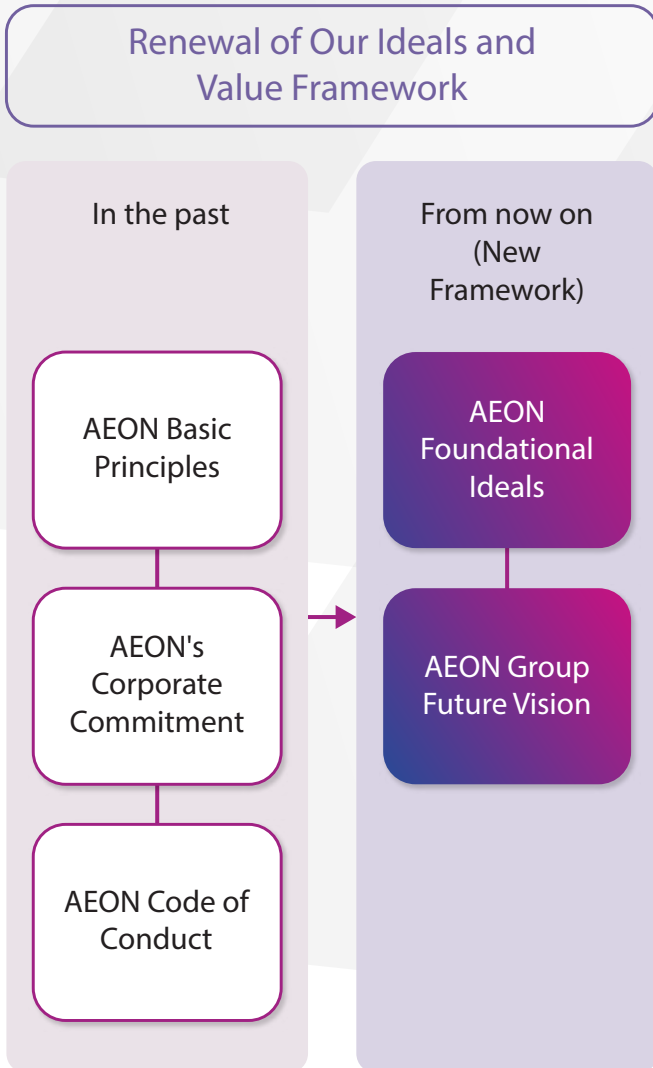 Renewal of Our Ideals and
Value Framework
In the past
AEON Basic
Principles
AEON's
Corporate
Commitment
AEON Code of
Conduct
From now on
(New
Framework)
AEON
Foundational
Ideals
AEON Group
Future Vision